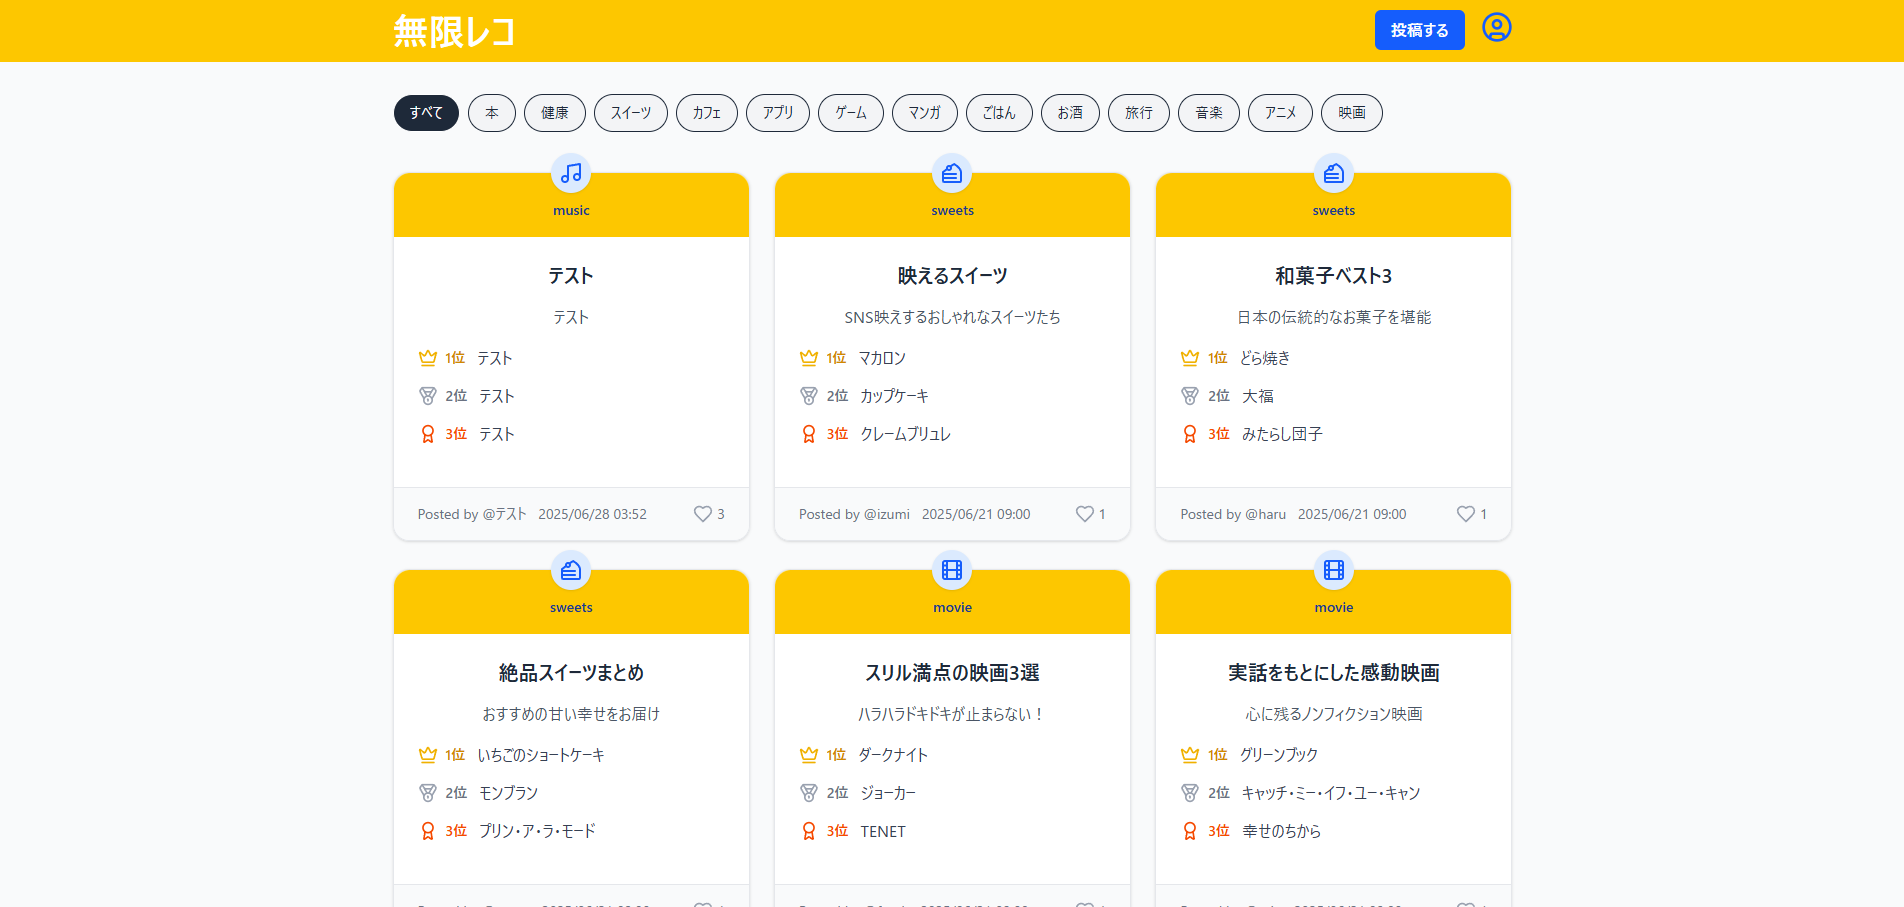 無限レコ
投稿する
すべて 本 健康 スイーツ カフェ アプリ ゲーム マンガ ごはん お酒 旅行 音楽 アニメ 映画
music
テスト
テスト
1位 テスト
2位 テスト
3位 テスト
Posted by @テスト 2025/06/28 03:52 3
sweets
映えるスイーツ
SNS映えするおしゃれなスイーツたち
1位 マカロン
2位 カップケーキ
3位 クレームブリュレ
Posted by @izumi 2025/06/21 09:00 1
sweets
和菓子ベスト3
日本の伝統的なお菓子を堪能
1位 どら焼き
2位 大福
3位 みたらし団子
Posted by @haru 2025/06/21 09:00 1
sweets
絶品スイーツまとめ
おすすめの甘い幸せをお届け
1位 いちごのショートケーキ
2位 モンブラン
3位 プリン・ア・ラ・モード
movie
スリル満点の映画3選
ハラハラドキドキが止まらない！
1位 ダークナイト
2位 ジョーカー
3位 TENET
movie
実話をもとにした感動映画
心に残るノンフィクション映画
1位 グリーンブック
2位 キャッチ・ミー・イフ・ユー・キャン
3位 幸せのちから